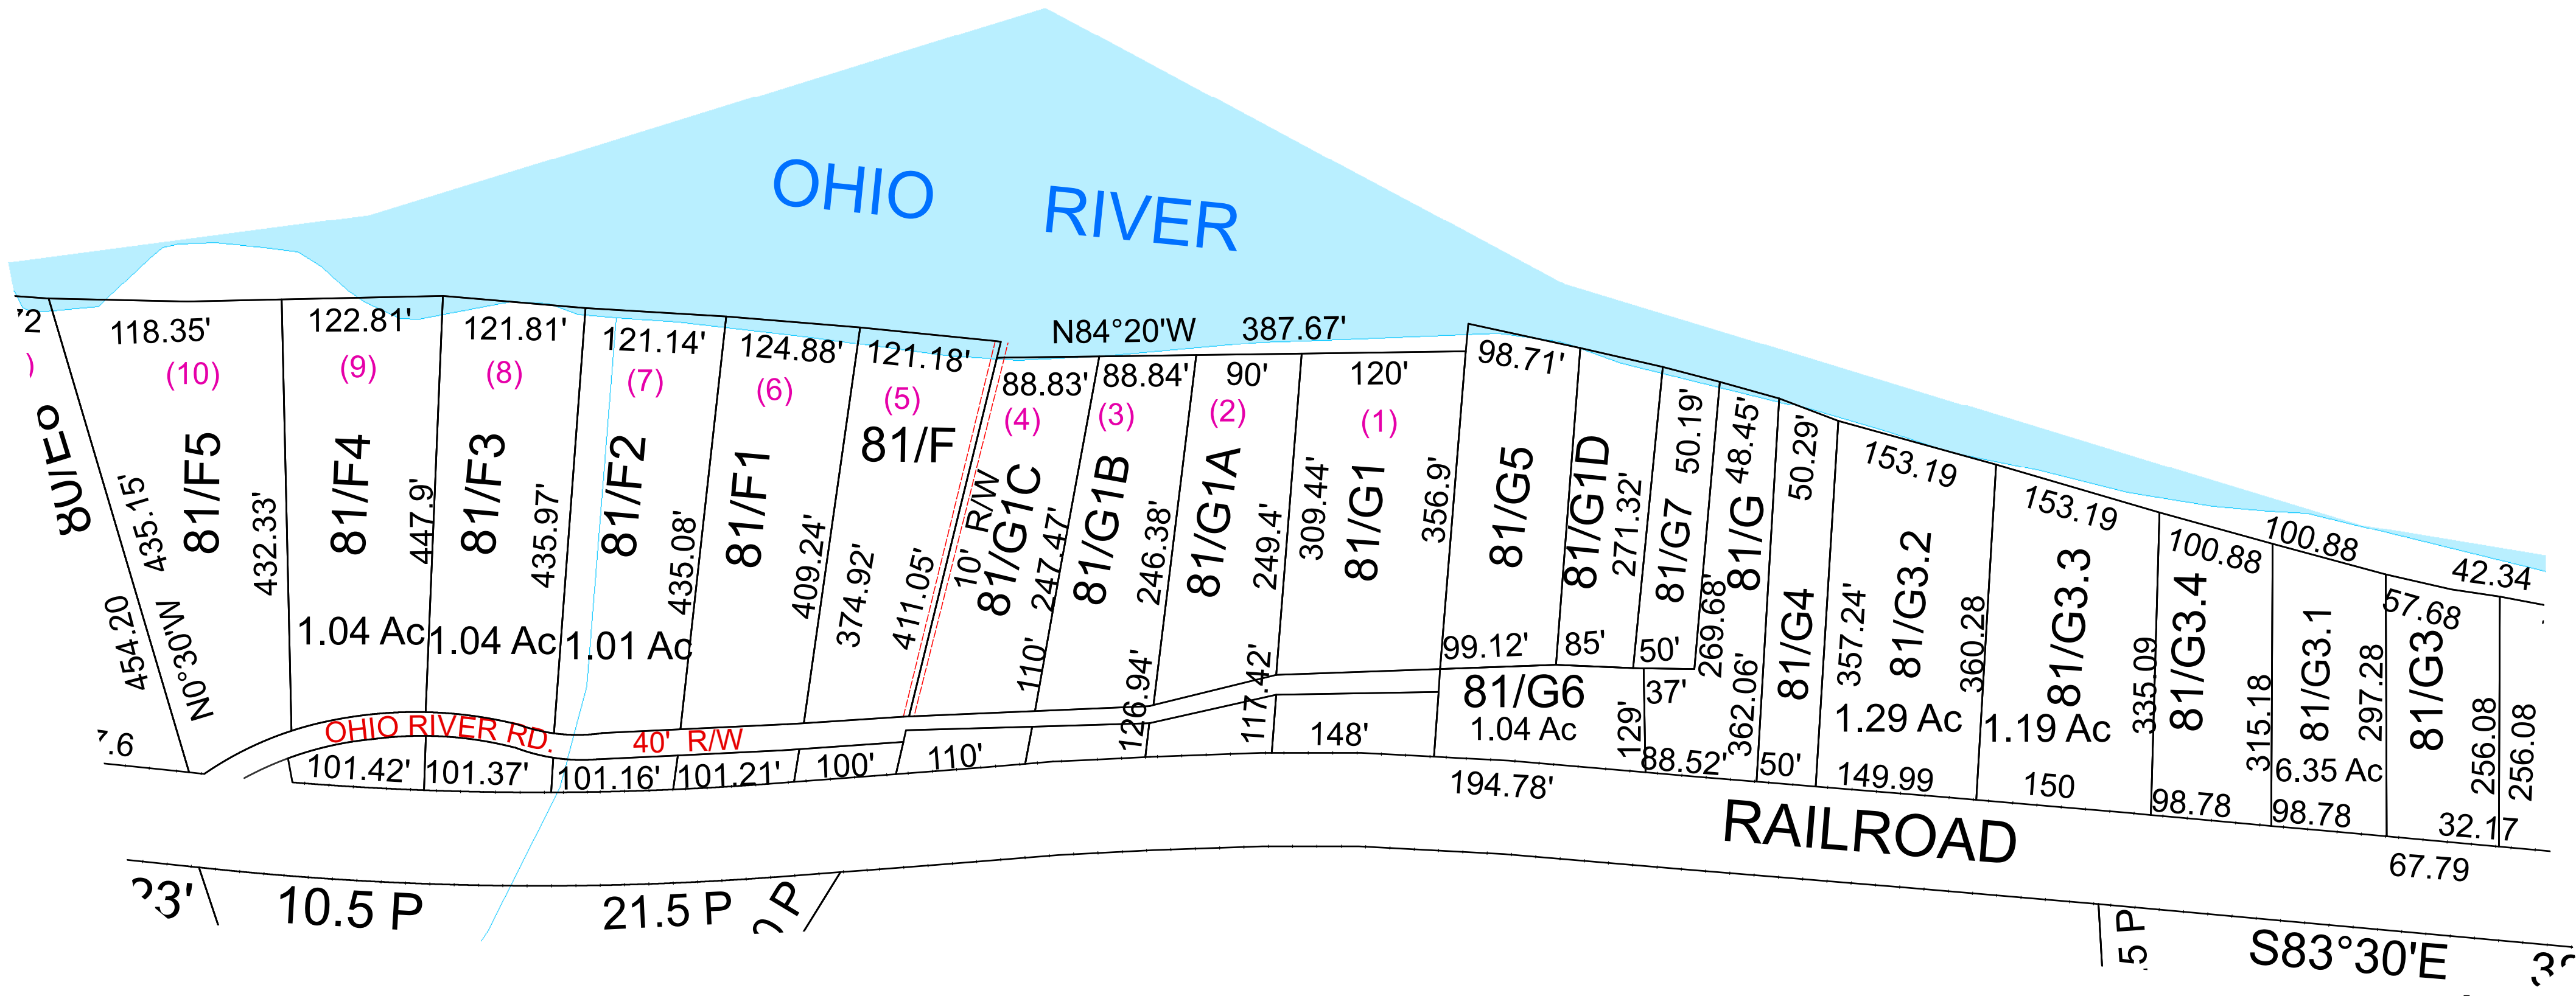 OHIO RIVER
N84°20'W 387.67'
118.35'
122.81'
121.81'
121.14'
124.88'
121.18'
88.83'
88.84'
90'
120'
98.71'
50.19'
48.45'
50.29'
153.19
153.19
100.88
100.88
42.34
57.68
(10)
(9)
(8)
(7)
(6)
(5)
(4)
(3)
(2)
(1)
81/F5
81/F4
81/F3
81/F2
81/F1
81/F
10' R/W
81/G1C
81/G1B
81/G1A
81/G1
81/G5
81/G1D
81/G7
81/G
81/G4
81/G3.2
81/G3.3
81/G3.4
81/G3.1
81/G3
454.20
435.15'
N0°30'W
432.33'
447.9'
435.97'
435.08'
409.24'
374.92'
411.05'
247.47'
110'
246.38'
126.94'
249.4'
117.42'
309.44'
356.9'
271.32'
269.68'
362.06'
357.24'
360.28
335.09
315.18
297.28
256.08
256.08
1.04 Ac
1.04 Ac
1.01 Ac
99.12'
85'
50'
81/G6
1.04 Ac
37'
129'
1.29 Ac
1.19 Ac
6.35 Ac
OHIO RIVER RD.
40' R/W
101.42'
101.37'
101.16'
101.21'
100'
110'
148'
194.78'
88.52'
50'
149.99
150
98.78
98.78
32.17
67.79
RAILROAD
10.5 P
21.5 P
S83°30'E